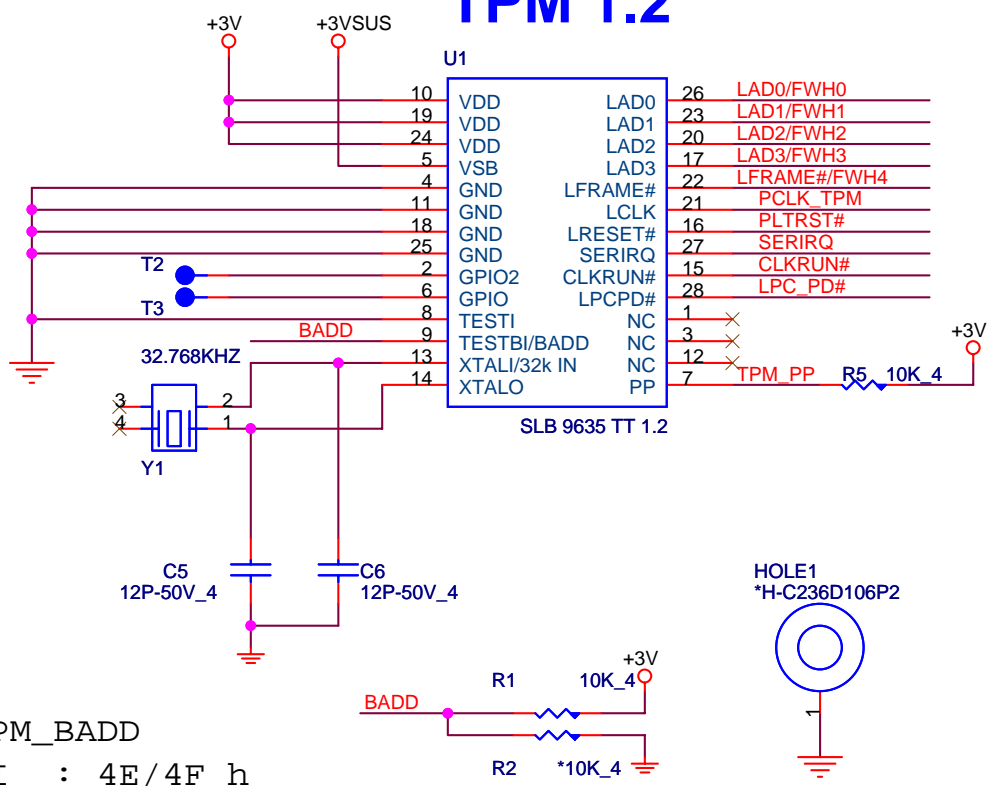 TPM 1.2
+3V
+3VSUS
U1
10 VDD LAD0 26 LAD0/FWH0
19 VDD LAD1 23 LAD1/FWH1
24 VDD LAD2 20 LAD2/FWH2
5 VSB LAD3 17 LAD3/FWH3
4 GND LFRAME# 22 LFRAME#/FWH4
11 GND LCLK 21 PCLK_TPM
18 GND LRESET# 16 PLTRST#
25 GND SERIRQ 27 SERIRQ
T2 2 GPIO2 CLKRUN# 15 CLKRUN#
T3 6 GPIO LPCPD# 28 LPC_PD#
8 TESTI NC 1
BADD 9 TESTBI/BADD NC 3
32.768KHZ 13 XTALI/32k IN NC 12
14 XTALO PP 7 TPM_PP R5 10K_4 +3V
SLB 9635 TT 1.2
3 2
4 1
Y1
C5
12P-50V_4
C6
12P-50V_4
HOLE1
*H-C236D106P2
1
BADD
R1 10K_4 +3V
R2 *10K_4
PM_BADD
: 4E/4F h